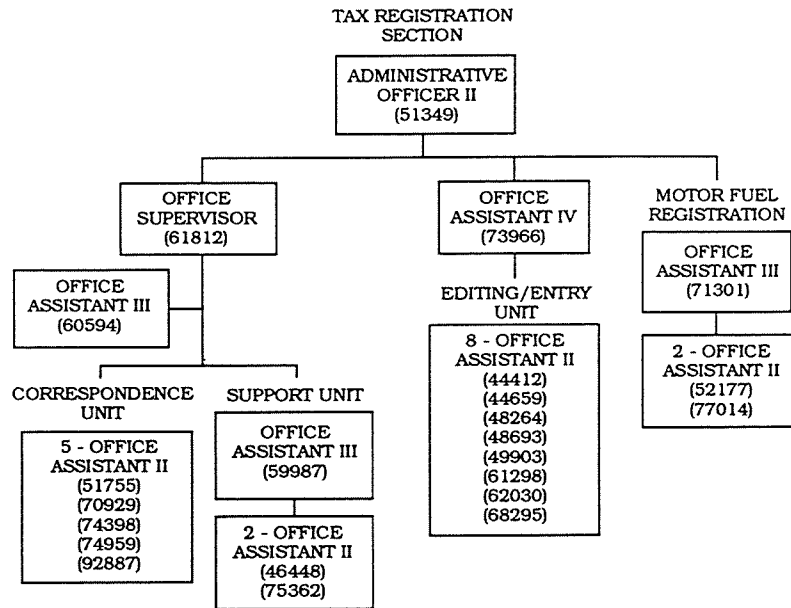 TAX REGISTRATION
SECTION
ADMINISTRATIVE
OFFICER II
(51349)
OFFICE
SUPERVISOR
(61812)
OFFICE
ASSISTANT III
(60594)
CORRESPONDENCE
UNIT
5 - OFFICE
ASSISTANT II
(51755)
(70929)
(74398)
(74959)
(92887)
SUPPORT UNIT
OFFICE
ASSISTANT III
(59987)
2 - OFFICE
ASSISTANT II
(46448)
(75362)
OFFICE
ASSISTANT IV
(73966)
EDITING/ENTRY
UNIT
8 - OFFICE
ASSISTANT II
(44412)
(44659)
(48264)
(48693)
(49903)
(61298)
(62030)
(68295)
MOTOR FUEL
REGISTRATION
OFFICE
ASSISTANT III
(71301)
2 - OFFICE
ASSISTANT II
(52177)
(77014)